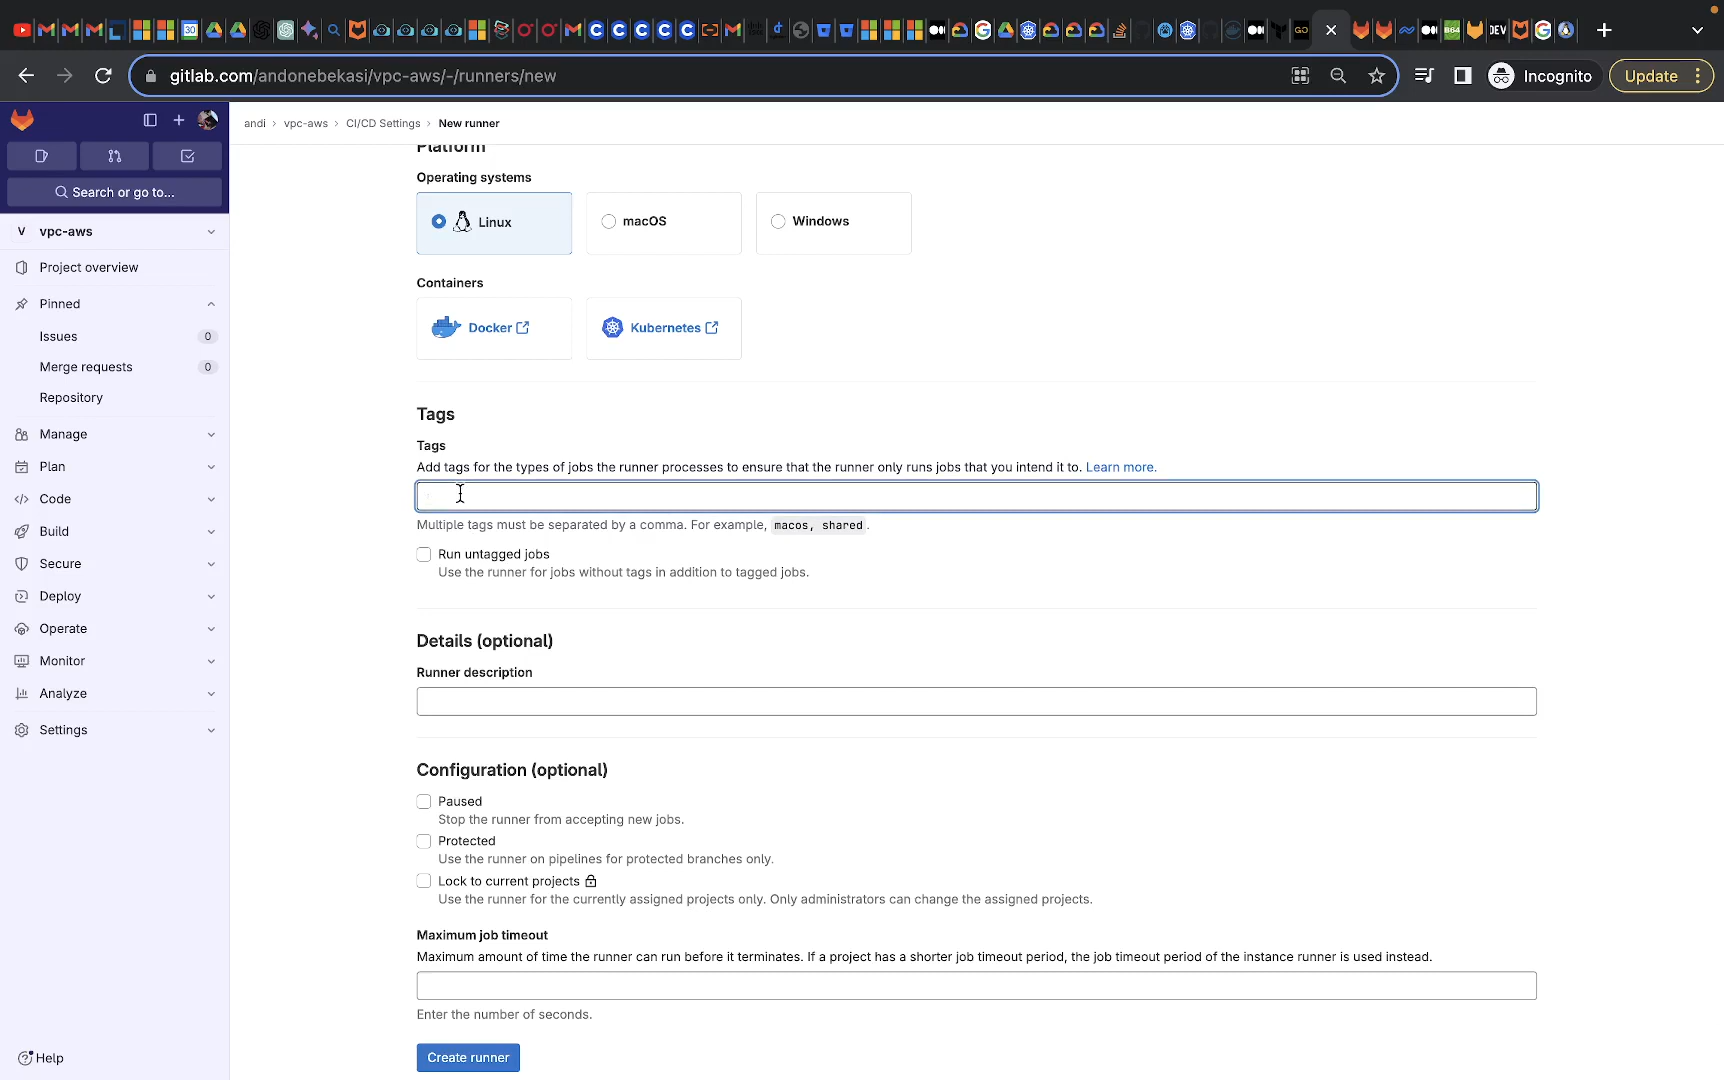 gitlab.com/andonebekasi/vpc-aws/-/runners/new
Incognito
Update
andi › vpc-aws › CI/CD Settings › New runner
Search or go to...
V vpc-aws
Project overview
Pinned
Issues 0
Merge requests 0
Repository
Manage
Plan
Code
Build
Secure
Deploy
Operate
Monitor
Analyze
Settings
Help
Platform
Operating systems
Linux
macOS
Windows
Containers
Docker
Kubernetes
Tags
Tags
Add tags for the types of jobs the runner processes to ensure that the runner only runs jobs that you intend it to. Learn more.
Multiple tags must be separated by a comma. For example, macos, shared.
Run untagged jobs
Use the runner for jobs without tags in addition to tagged jobs.
Details (optional)
Runner description
Configuration (optional)
Paused
Stop the runner from accepting new jobs.
Protected
Use the runner on pipelines for protected branches only.
Lock to current projects
Use the runner for the currently assigned projects only. Only administrators can change the assigned projects.
Maximum job timeout
Maximum amount of time the runner can run before it terminates. If a project has a shorter job timeout period, the job timeout period of the instance runner is used instead.
Enter the number of seconds.
Create runner